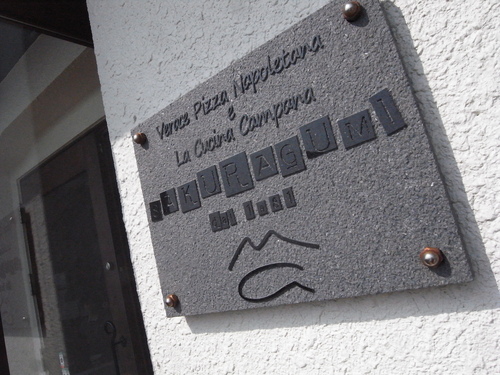 Verace Pizza Napoletana
e
La Cucina Campana
SAKURAGUMI